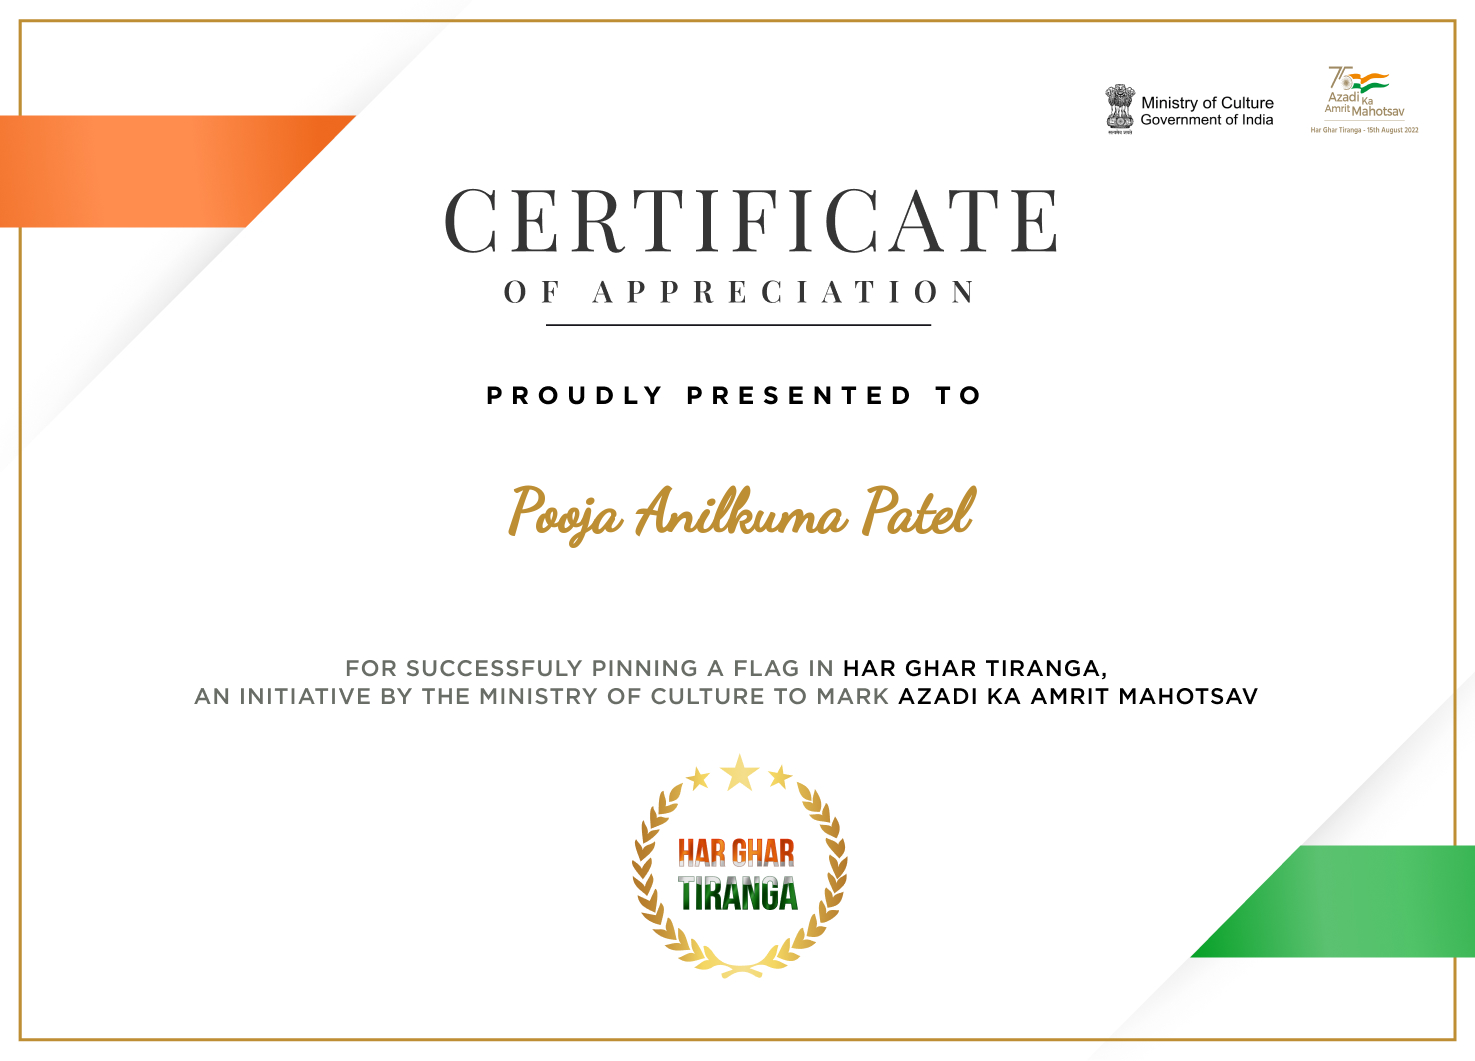 Ministry of Culture
Government of India
75
Azadi Ka
Amrit Mahotsav
Har Ghar Tiranga - 15th August 2022
CERTIFICATE
OF APPRECIATION
PROUDLY PRESENTED TO
Pooja Anilkuma Patel
FOR SUCCESSFULY PINNING A FLAG IN HAR GHAR TIRANGA,
AN INITIATIVE BY THE MINISTRY OF CULTURE TO MARK AZADI KA AMRIT MAHOTSAV
HAR GHAR
TIRANGA